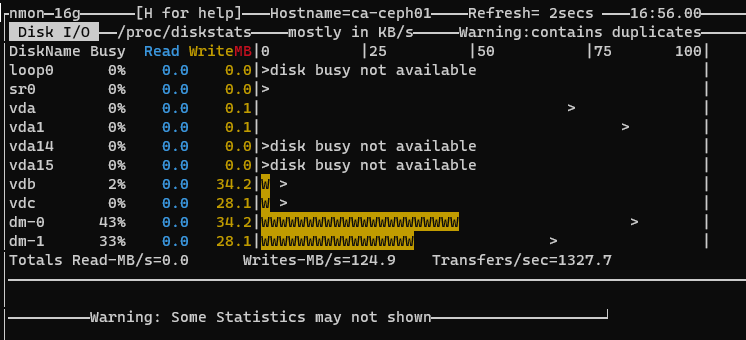 nmon-16g [H for help] Hostname=ca-ceph01 Refresh= 2secs 16:56.00
Disk I/O /proc/diskstats mostly in KB/s Warning:contains duplicates
DiskName Busy Read WriteMB|0 |25 |50 |75 100|
loop0 0% 0.0 0.0|>disk busy not available |
sr0 0% 0.0 0.0|> |
vda 0% 0.0 0.1| > |
vda1 0% 0.0 0.1| > |
vda14 0% 0.0 0.0|>disk busy not available |
vda15 0% 0.0 0.0|>disk busy not available |
vdb 2% 0.0 34.2|W > |
vdc 0% 0.0 28.1|W > |
dm-0 43% 0.0 34.2|WWWWWWWWWWWWWWWWWWWWWW > |
dm-1 33% 0.0 28.1|WWWWWWWWWWWWWWWWW > |
Totals Read-MB/s=0.0 Writes-MB/s=124.9 Transfers/sec=1327.7
Warning: Some Statistics may not shown